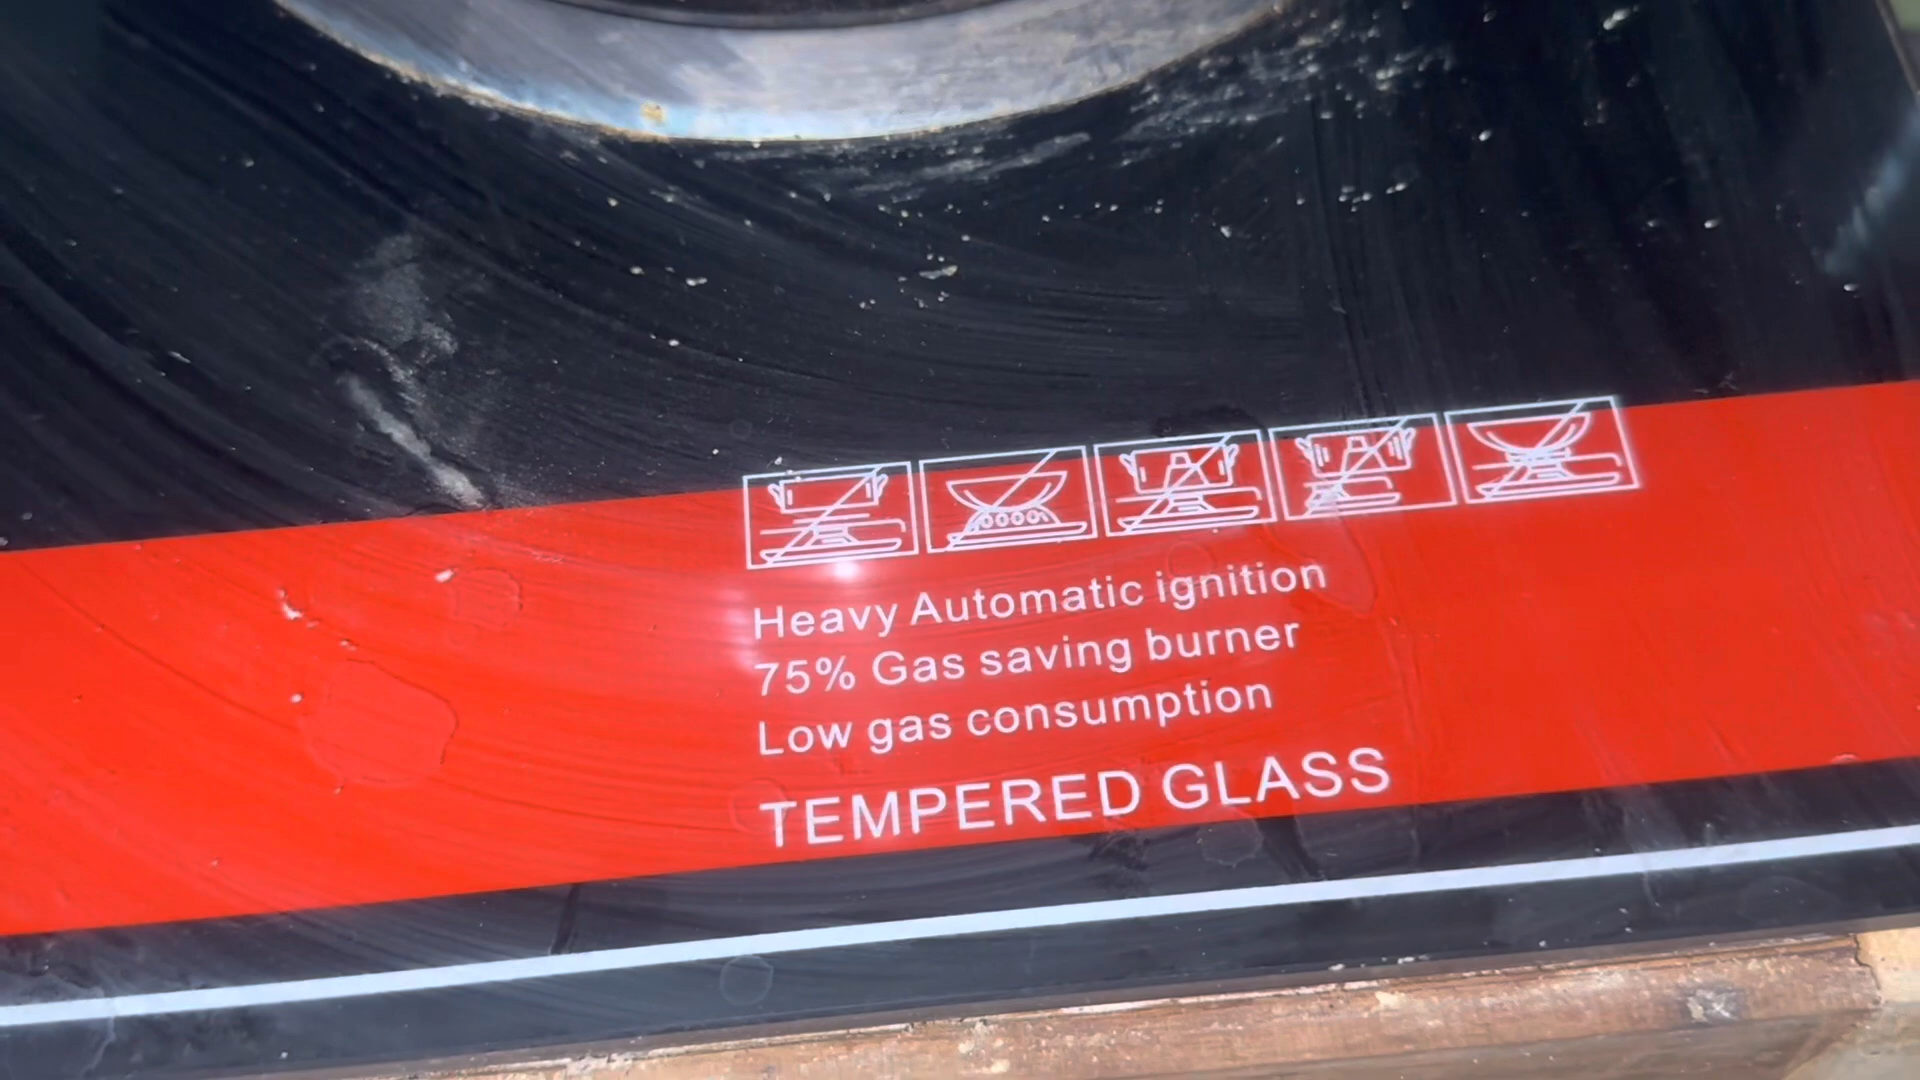 Heavy Automatic ignition
75% Gas saving burner
Low gas consumption
TEMPERED GLASS